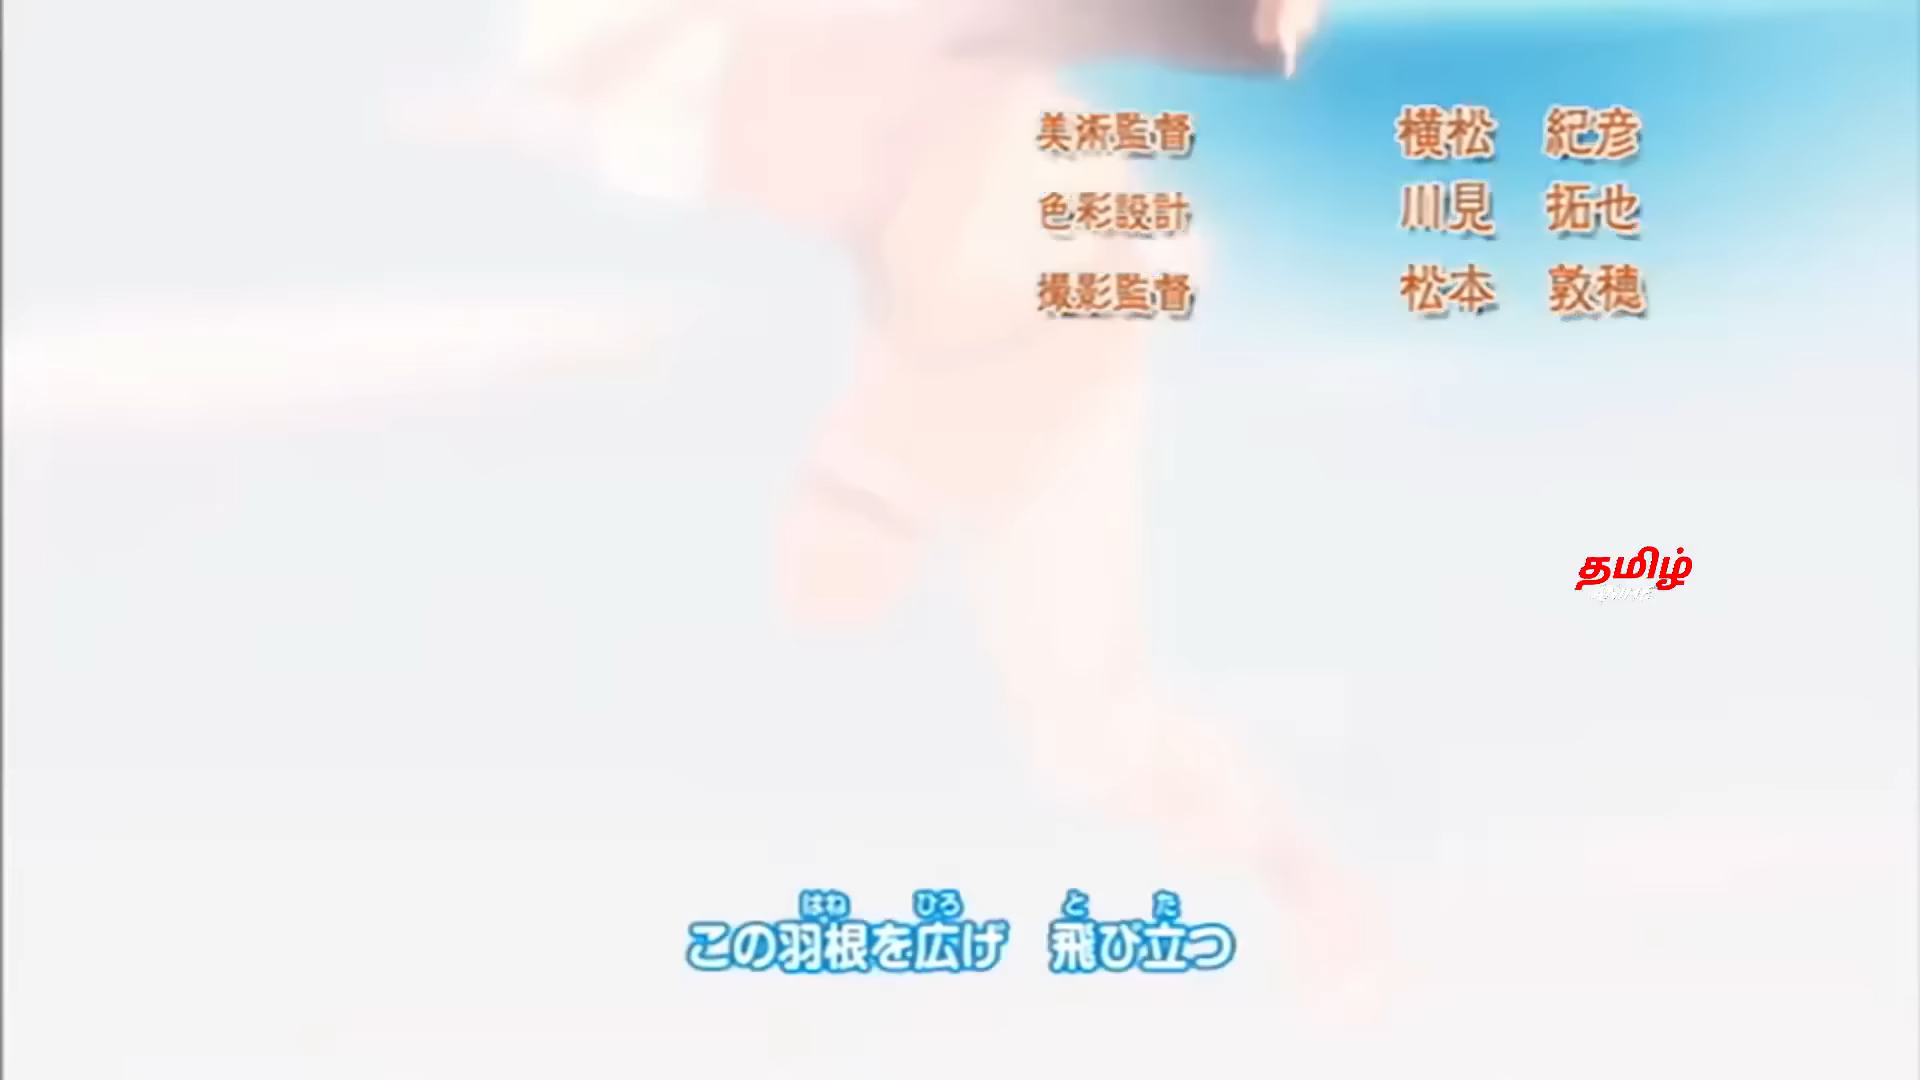 美術監督 横松 紀彦
色彩設計 川見 拓也
撮影監督 松本 敦穂
தமிழ்
ANIME
はね ひろ と た
この羽根を広げ 飛び立つ